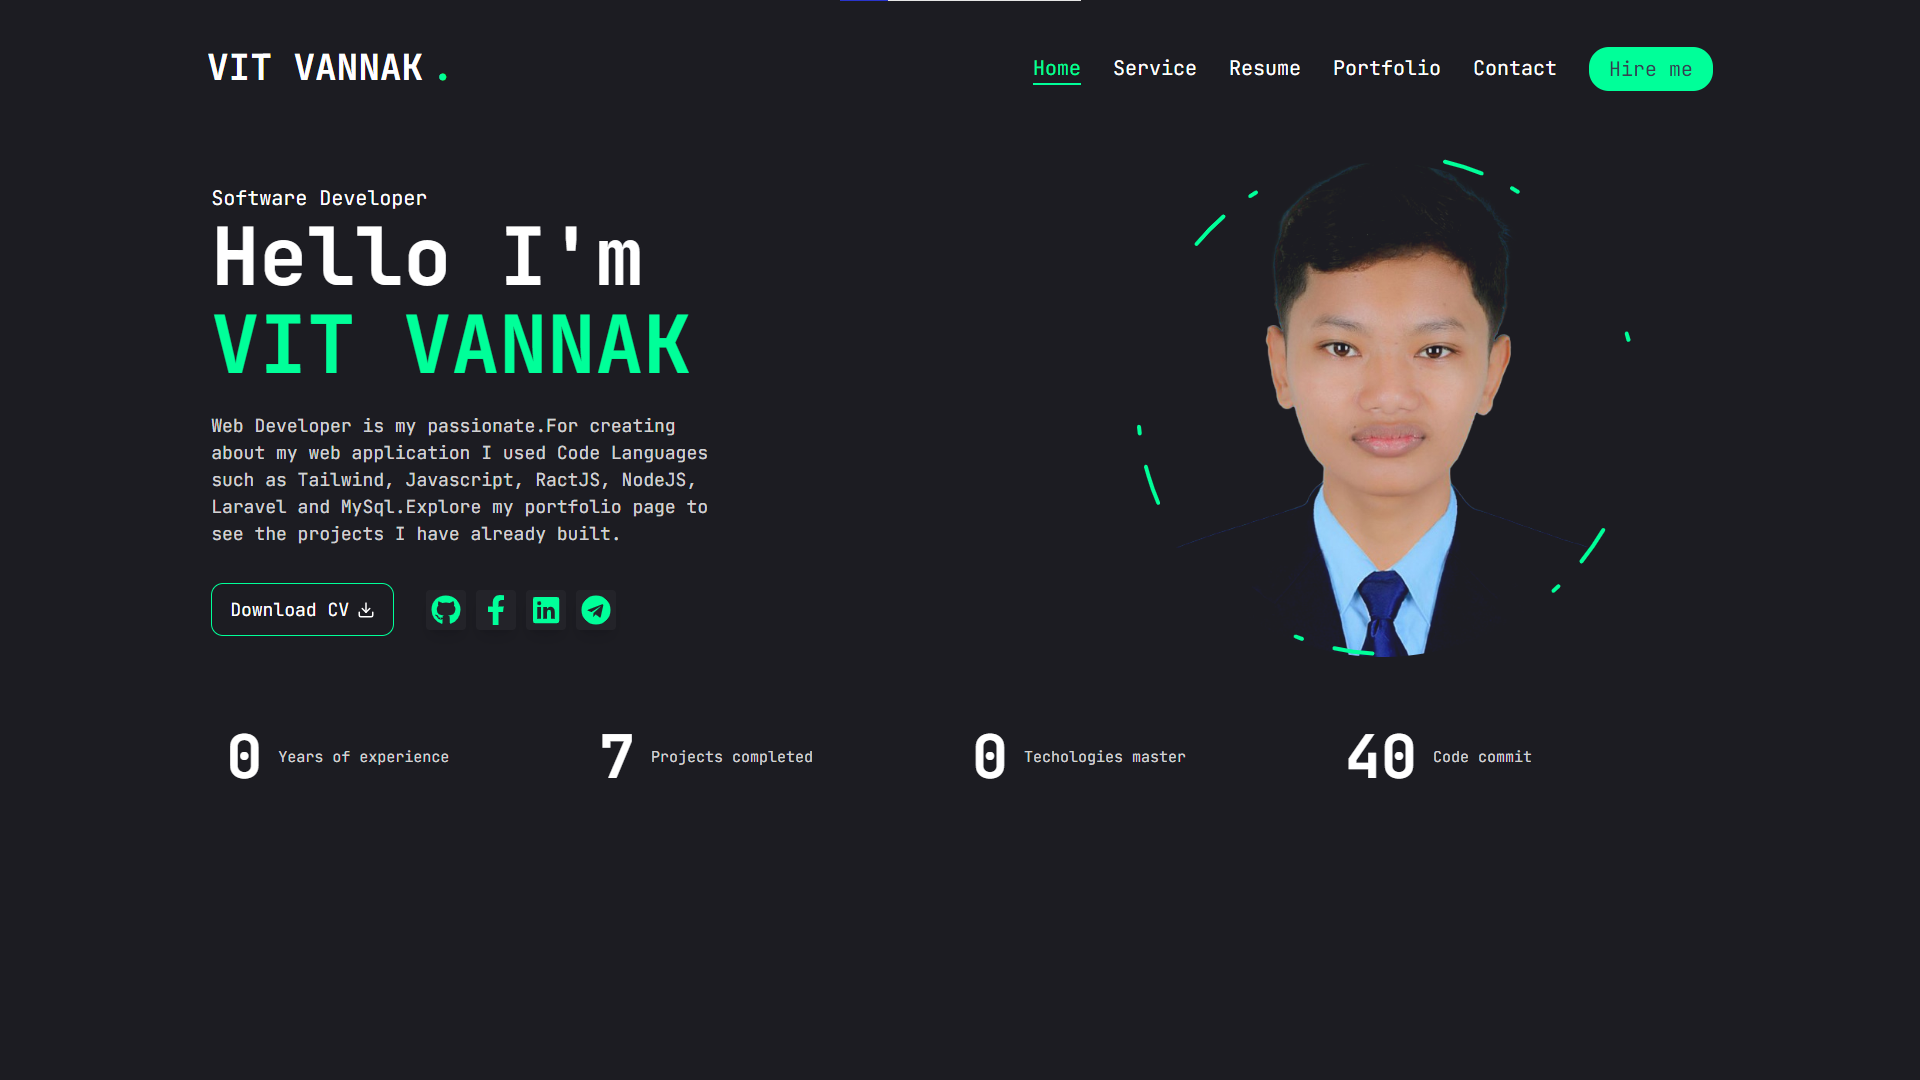 VIT VANNAK .
Home Service Resume Portfolio Contact Hire me
Software Developer
Hello I'm
VIT VANNAK
Web Developer is my passionate.For creating
about my web application I used Code Languages
such as Tailwind, Javascript, RactJS, NodeJS,
Laravel and MySql.Explore my portfolio page to
see the projects I have already built.
Download CV
0 Years of experience
7 Projects completed
0 Techologies master
40 Code commit